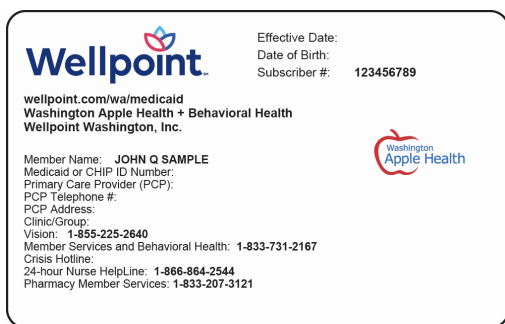 Wellpoint
Effective Date:
Date of Birth:
Subscriber #: 123456789
wellpoint.com/wa/medicaid
Washington Apple Health + Behavioral Health
Wellpoint Washington, Inc.
Washington
Apple Health
Member Name: JOHN Q SAMPLE
Medicaid or CHIP ID Number:
Primary Care Provider (PCP):
PCP Telephone #:
PCP Address:
Clinic/Group:
Vision: 1-855-225-2640
Member Services and Behavioral Health: 1-833-731-2167
Crisis Hotline:
24-hour Nurse HelpLine: 1-866-864-2544
Pharmacy Member Services: 1-833-207-3121